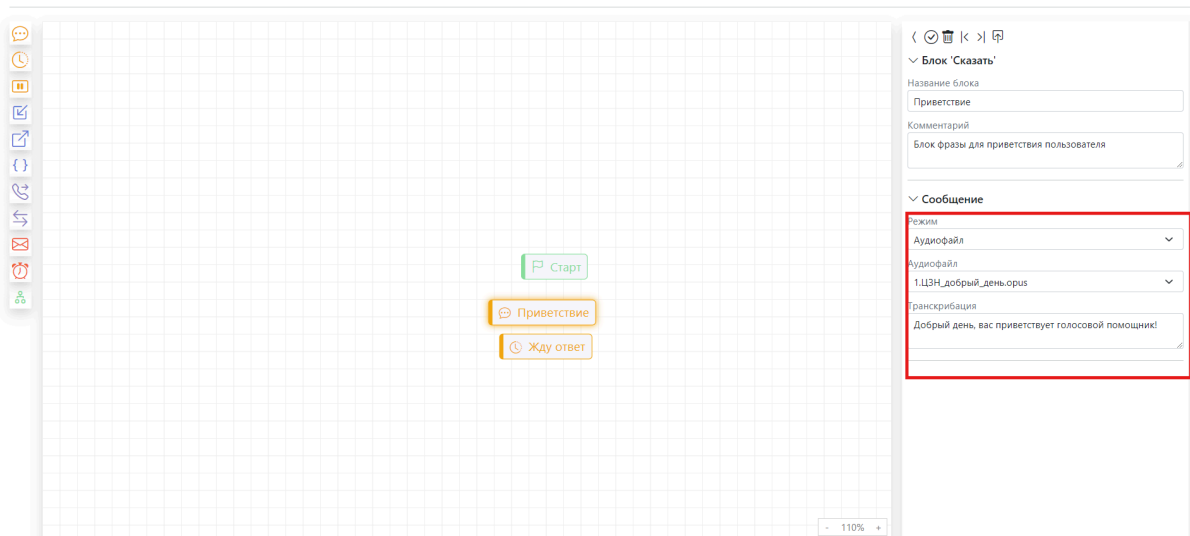 Старт
Приветствие
Жду ответ
- 110% +
Блок 'Сказать'
Название блока
Приветствие
Комментарий
Блок фразы для приветствия пользователя
Сообщение
Режим
Аудиофайл
Аудиофайл
1.ЦЗН_добрый_день.opus
Транскрибация
Добрый день, вас приветствует голосовой помощник!